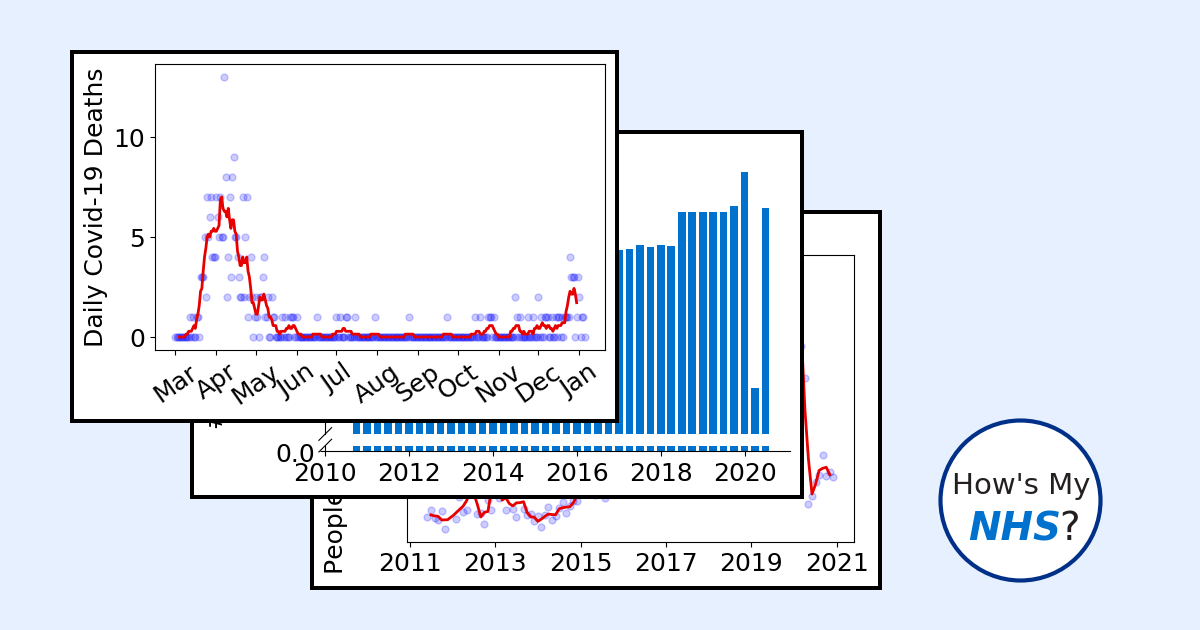 Daily Covid-19 Deaths
10
5
0
Mar Apr May Jun Jul Aug Sep Oct Nov Dec Jan
0.0
2010 2012 2014 2016 2018 2020
People
2011 2013 2015 2017 2019 2021
How's My
NHS?